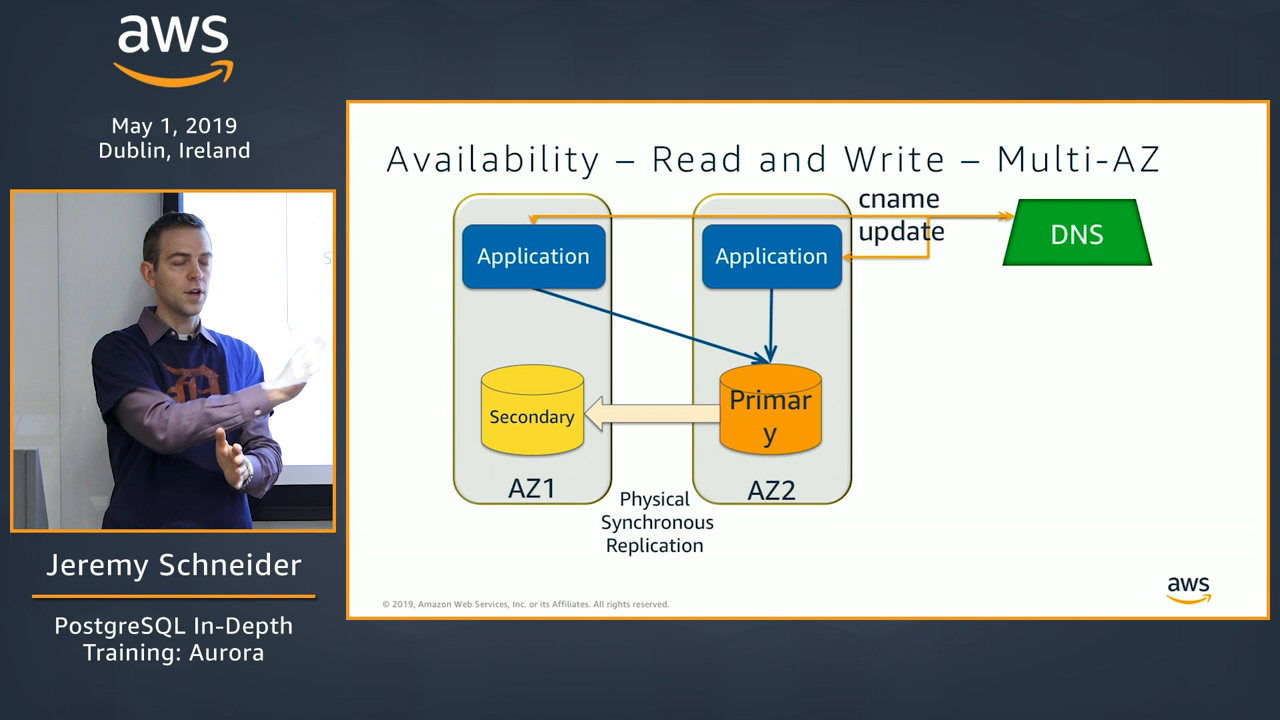 aws
May 1, 2019
Dublin, Ireland
Jeremy Schneider
PostgreSQL In-Depth
Training: Aurora
Availability – Read and Write – Multi-AZ
cname
update
DNS
Application
Application
Secondary
Primar
y
AZ1
AZ2
Physical
Synchronous
Replication
© 2019, Amazon Web Services, Inc. or its Affiliates. All rights reserved.
aws